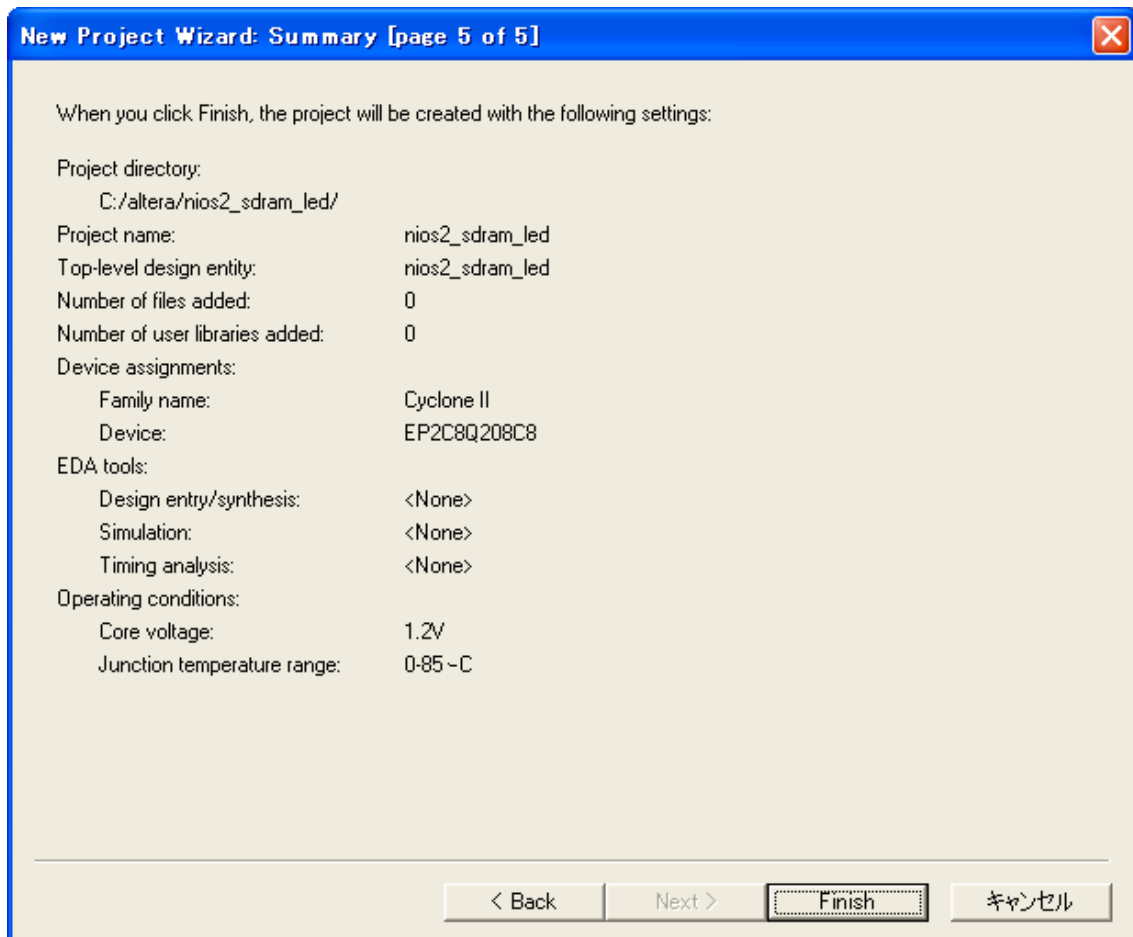 New Project Wizard: Summary [page 5 of 5]
When you click Finish, the project will be created with the following settings:
Project directory:
C:/altera/nios2_sdram_led/
Project name: nios2_sdram_led
Top-level design entity: nios2_sdram_led
Number of files added: 0
Number of user libraries added: 0
Device assignments:
Family name: Cyclone II
Device: EP2C8Q208C8
EDA tools:
Design entry/synthesis: <None>
Simulation: <None>
Timing analysis: <None>
Operating conditions:
Core voltage: 1.2V
Junction temperature range: 0-85 ~C
< Back Next > Finish キャンセル